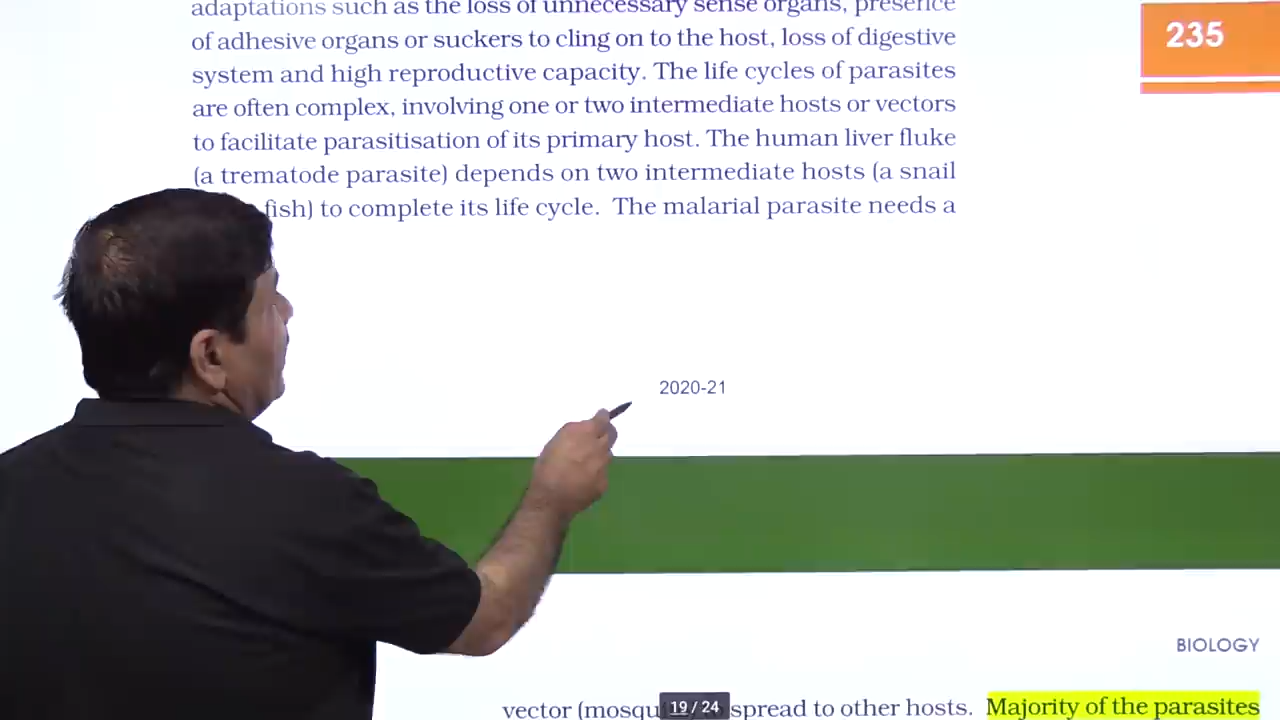 adaptations such as the loss of unnecessary sense organs, presence
of adhesive organs or suckers to cling on to the host, loss of digestive
system and high reproductive capacity. The life cycles of parasites
are often complex, involving one or two intermediate hosts or vectors
to facilitate parasitisation of its primary host. The human liver fluke
(a trematode parasite) depends on two intermediate hosts (a snail
fish) to complete its life cycle. The malarial parasite needs a
235
2020-21
BIOLOGY
vector (mosqu spread to other hosts. Majority of the parasites
19 / 24